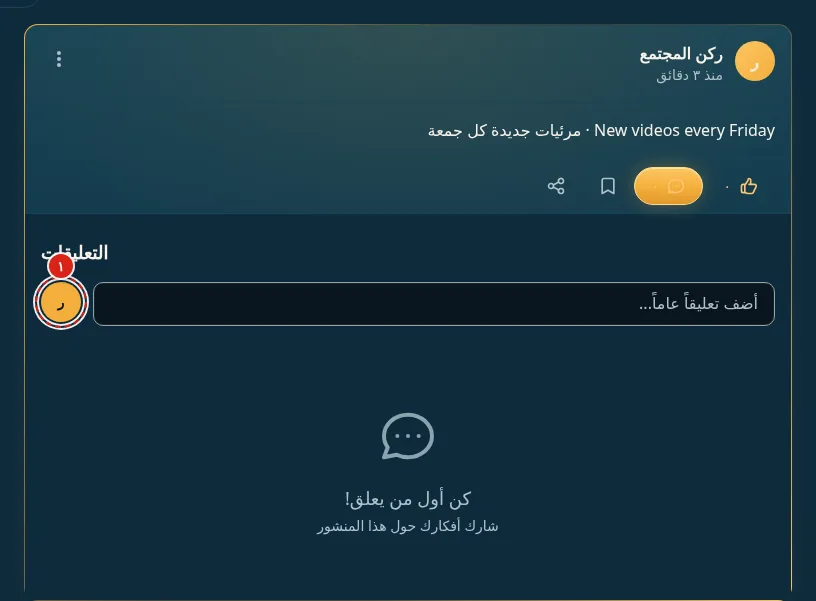 ر
ركن المجتمع
منذ ٣ دقائق
New videos every Friday · مرئيات جديدة كل جمعة
التعليقات
١
ر
أضف تعليقاً عاماً...
كن أول من يعلق!
شارك أفكارك حول هذا المنشور